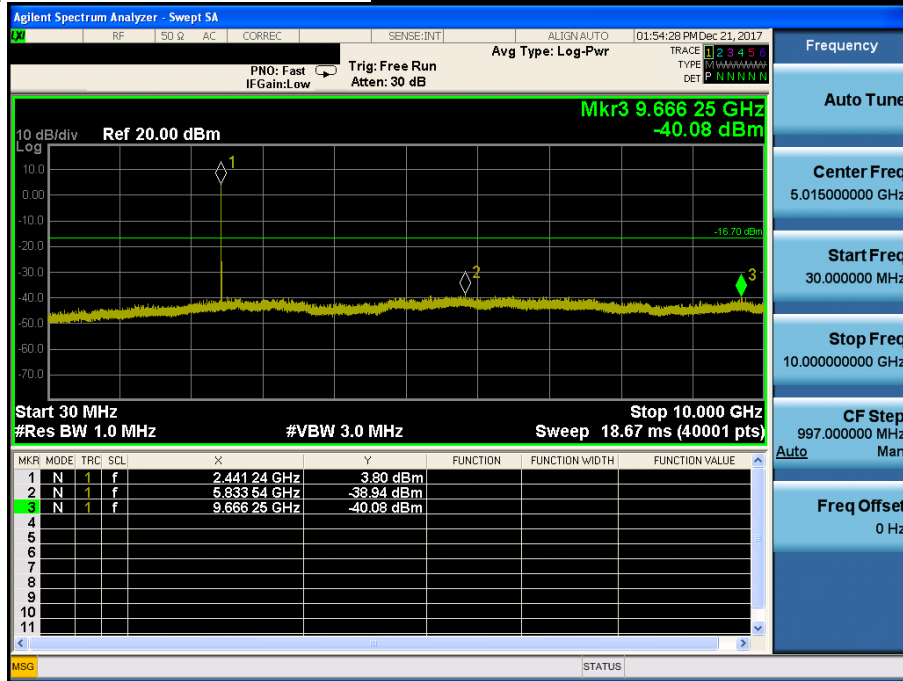 Agilent Spectrum Analyzer - Swept SA
LXI RF 50 Ω AC CORREC SENSE:INT ALIGN AUTO 01:54:28 PM Dec 21, 2017
Avg Type: Log-Pwr TRACE 1 2 3 4 5 6
PNO: Fast Trig: Free Run TYPE M W W W W W
IFGain:Low Atten: 30 dB DET P N N N N N
Mkr3 9.666 25 GHz
-40.08 dBm
10 dB/div Ref 20.00 dBm
Log
10.0
0.00
-10.0
-20.0
-30.0
-40.0
-50.0
-60.0
-70.0
1
-16.70 dBm
2
3
Start 30 MHz Stop 10.000 GHz
#Res BW 1.0 MHz #VBW 3.0 MHz Sweep 18.67 ms (40001 pts)
MKR MODE TRC SCL X Y FUNCTION FUNCTION WIDTH FUNCTION VALUE
1 N 1 f 2.441 24 GHz 3.80 dBm
2 N 1 f 5.833 54 GHz -38.94 dBm
3 N 1 f 9.666 25 GHz -40.08 dBm
4
5
6
7
8
9
10
11
MSG STATUS
Frequency
Auto Tune
Center Freq
5.015000000 GHz
Start Freq
30.000000 MHz
Stop Freq
10.000000000 GHz
CF Step
997.000000 MHz
Auto Man
Freq Offset
0 Hz